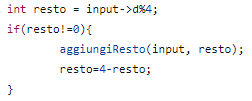 int resto = input->d%4;
if(resto!=0){
aggiungiResto(input, resto);
resto=4-resto;
}